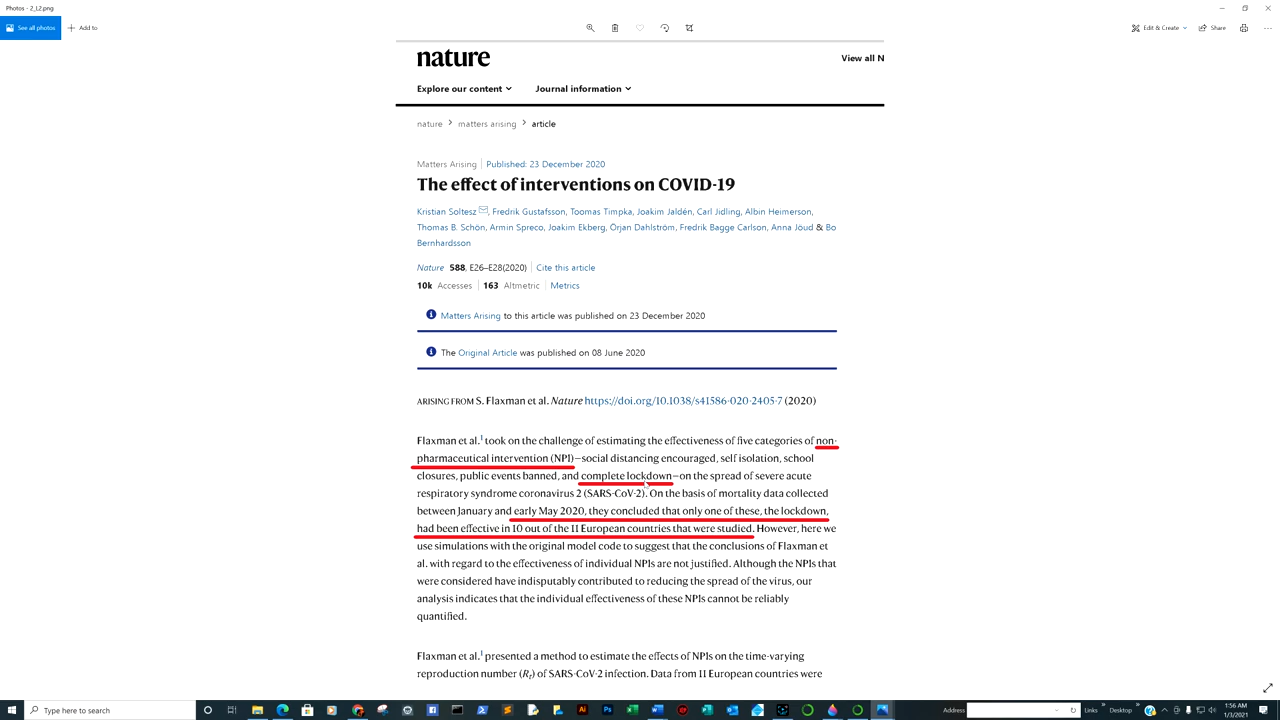 Photos - 2_L2.png
See all photos
Add to
Edit & Create
Share
nature
View all N
Explore our content
Journal information
nature > matters arising > article
Matters Arising | Published: 23 December 2020
The effect of interventions on COVID-19
Kristian Soltesz, Fredrik Gustafsson, Toomas Timpka, Joakim Jaldén, Carl Jidling, Albin Heimerson,
Thomas B. Schön, Armin Spreco, Joakim Ekberg, Örjan Dahlström, Fredrik Bagge Carlson, Anna Jöud & Bo
Bernhardsson
Nature 588, E26–E28(2020) | Cite this article
10k Accesses | 163 Altmetric | Metrics
Matters Arising to this article was published on 23 December 2020
The Original Article was published on 08 June 2020
ARISING FROM S. Flaxman et al. Nature https://doi.org/10.1038/s41586-020-2405-7 (2020)
Flaxman et al.1 took on the challenge of estimating the effectiveness of five categories of non-
pharmaceutical intervention (NPI)—social distancing encouraged, self isolation, school
closures, public events banned, and complete lockdown—on the spread of severe acute
respiratory syndrome coronavirus 2 (SARS-CoV-2). On the basis of mortality data collected
between January and early May 2020, they concluded that only one of these, the lockdown,
had been effective in 10 out of the 11 European countries that were studied. However, here we
use simulations with the original model code to suggest that the conclusions of Flaxman et
al. with regard to the effectiveness of individual NPIs are not justified. Although the NPIs that
were considered have indisputably contributed to reducing the spread of the virus, our
analysis indicates that the individual effectiveness of these NPIs cannot be reliably
quantified.
Flaxman et al.1 presented a method to estimate the effects of NPIs on the time-varying
reproduction number (Rt) of SARS-CoV-2 infection. Data from 11 European countries were
Type here to search
Address
Links
Desktop
1:56 AM
1/3/2021